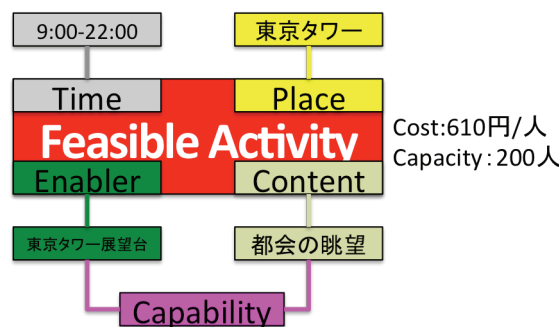 9:00-22:00
東京タワー
Time
Place
Feasible Activity
Cost:610円/人
Capacity:200人
Enabler
Content
東京タワー展望台
都会の眺望
Capability